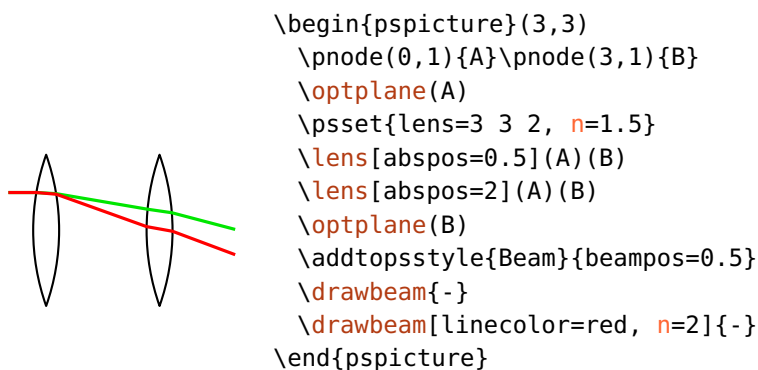 \begin{pspicture}(3,3)
\pnode(0,1){A}\pnode(3,1){B}
\optplane(A)
\psset{lens=3 3 2, n=1.5}
\lens[abspos=0.5](A)(B)
\lens[abspos=2](A)(B)
\optplane(B)
\addtopsstyle{Beam}{beampos=0.5}
\drawbeam{-}
\drawbeam[linecolor=red, n=2]{-}
\end{pspicture}